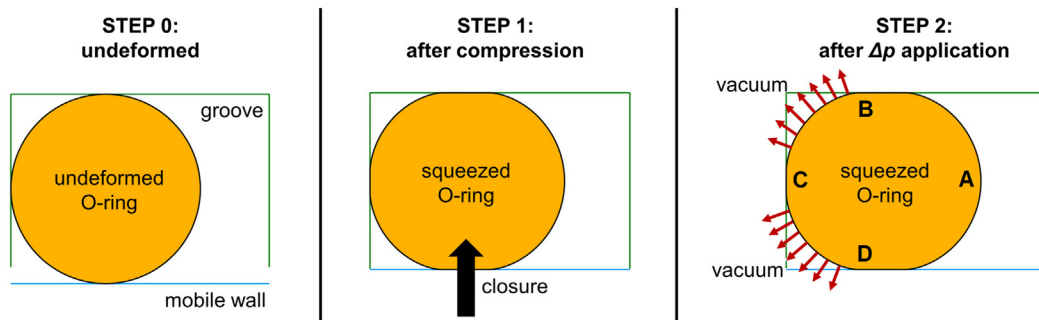 STEP 0:
undeformed
groove
undeformed
O-ring
mobile wall
STEP 1:
after compression
squeezed
O-ring
closure
STEP 2:
after Δp application
vacuum
B
squeezed
O-ring
C
A
D
vacuum